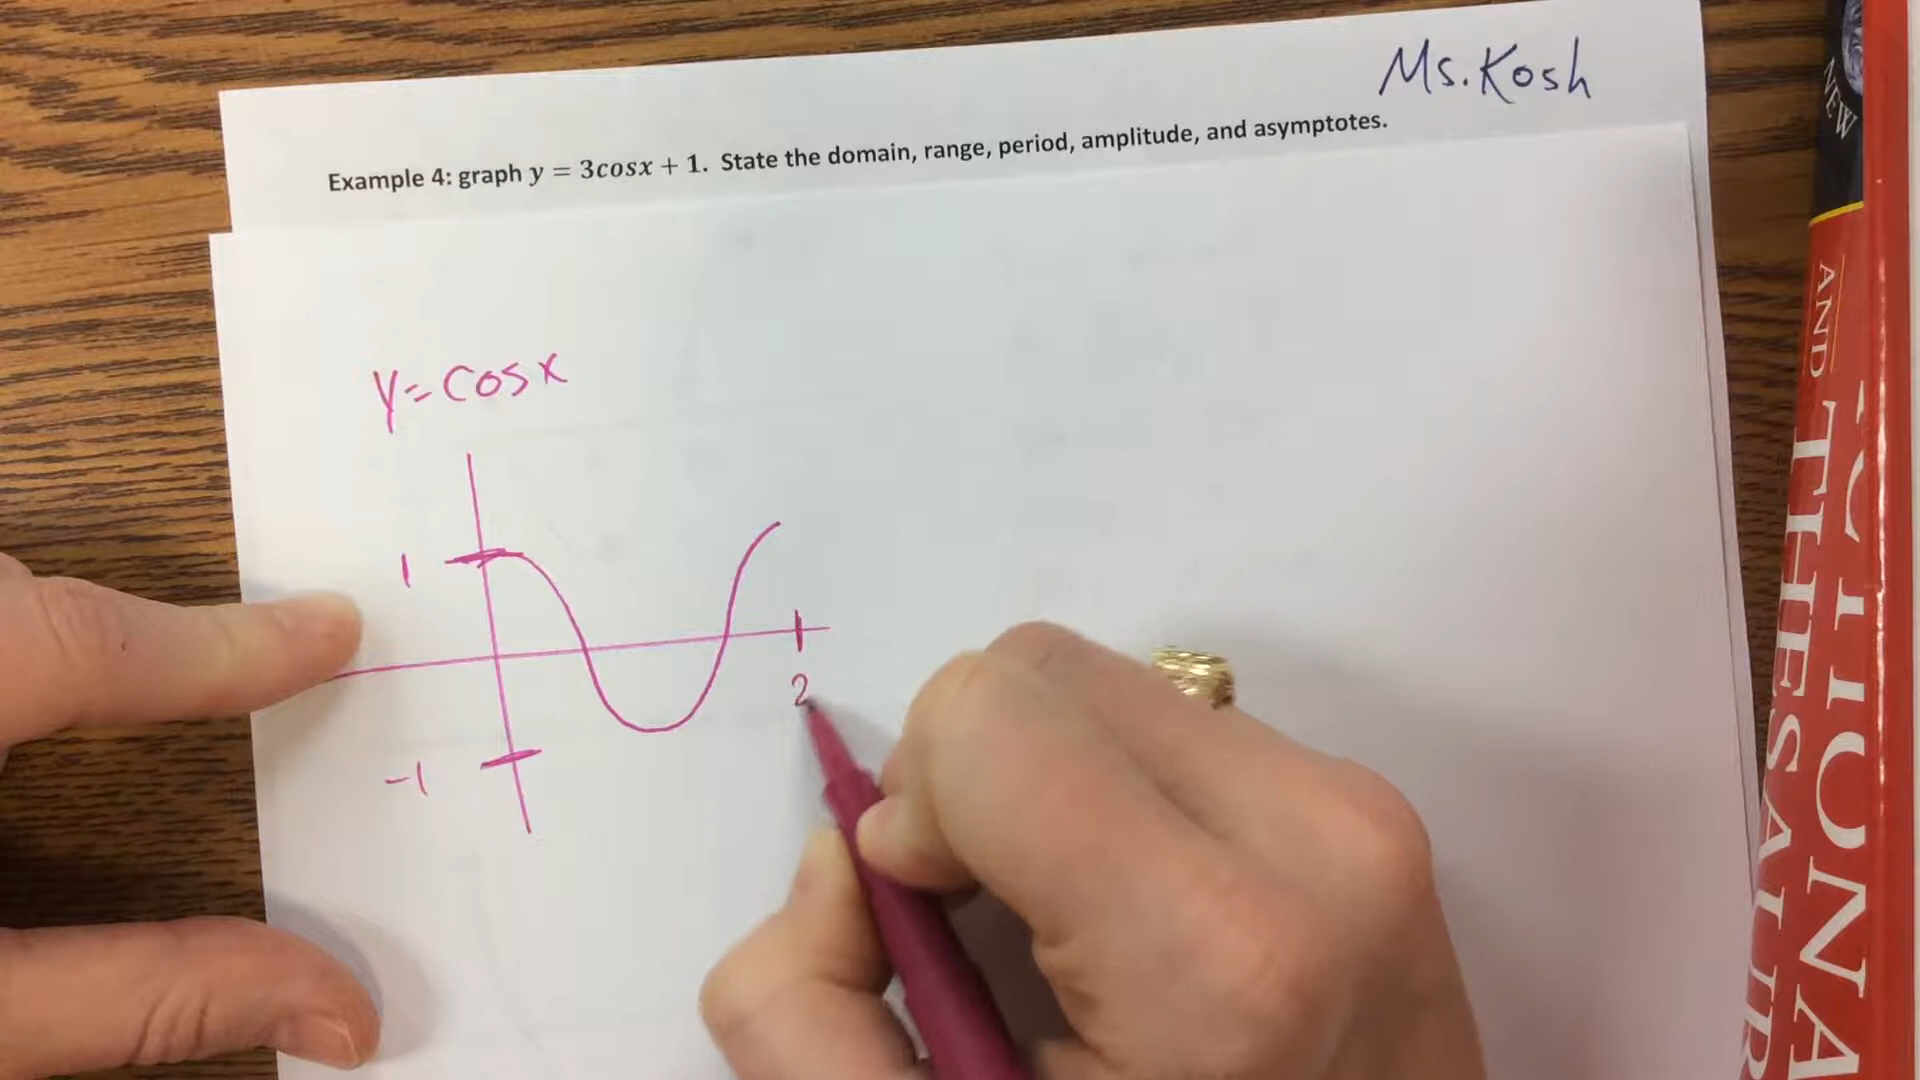 Ms. Kosh
Example 4: graph y = 3cosx + 1. State the domain, range, period, amplitude, and asymptotes.
y = cosx
1
2
-1
NEW
AND
THESAUR